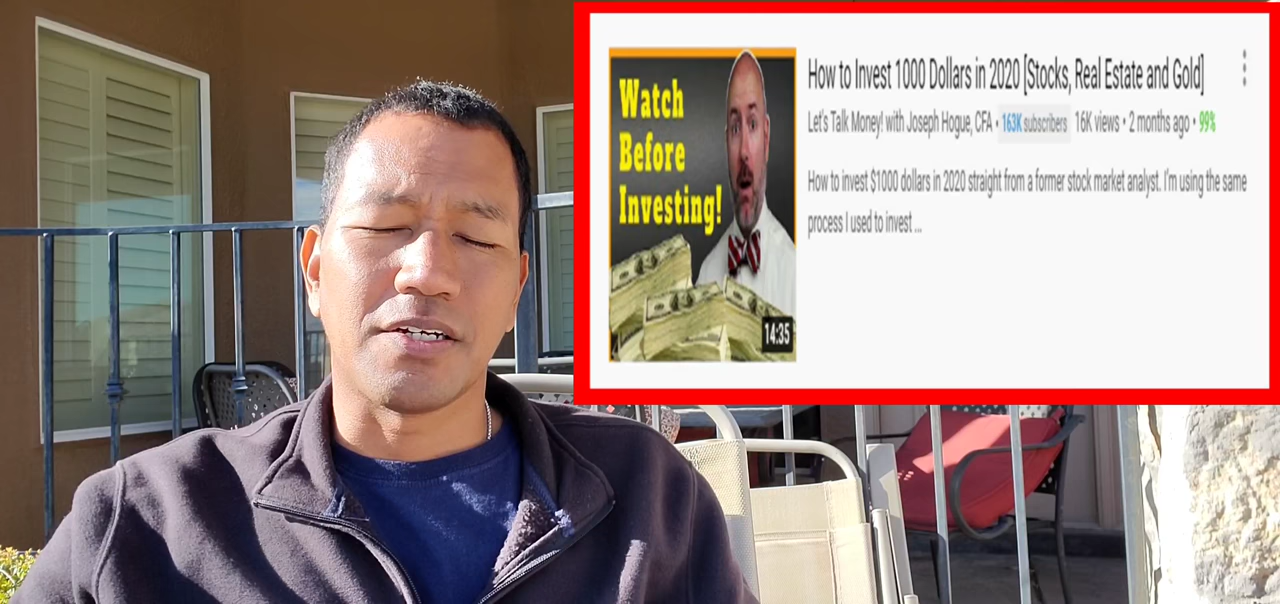 Watch
Before
Investing!
14:35
How to Invest 1000 Dollars in 2020 [Stocks, Real Estate and Gold]
Let's Talk Money! with Joseph Hogue, CFA • 163K subscribers 16K views • 2 months ago • 99%
How to invest $1000 dollars in 2020 straight from a former stock market analyst. I'm using the same
process I used to invest ...